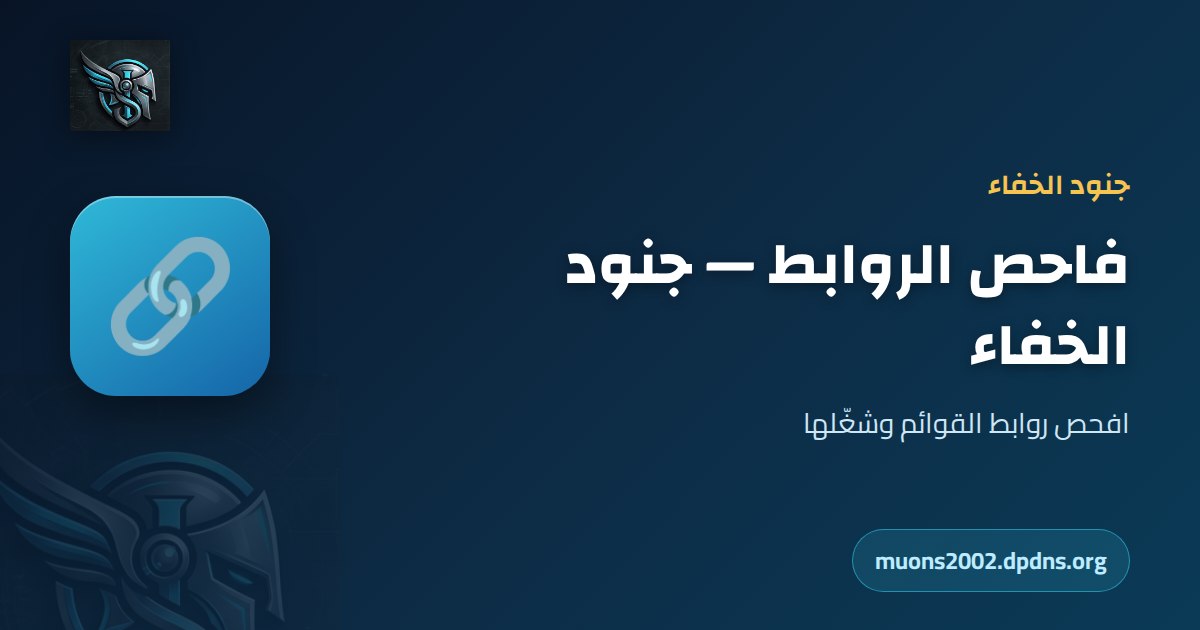 جنود الخفاء
فاحص الروابط — جنود
الخفاء
افحص روابط القوائم وشغّلها
muons2002.dpdns.org